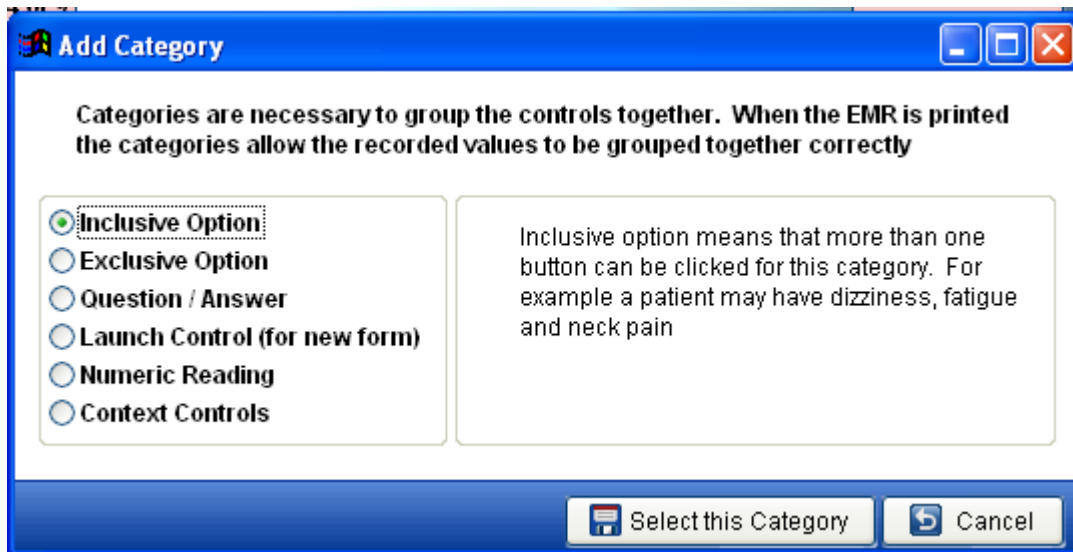 Add Category
Categories are necessary to group the controls together. When the EMR is printed
the categories allow the recorded values to be grouped together correctly
Inclusive Option
Exclusive Option
Question / Answer
Launch Control (for new form)
Numeric Reading
Context Controls
Inclusive option means that more than one
button can be clicked for this category. For
example a patient may have dizziness, fatigue
and neck pain
Select this Category
Cancel